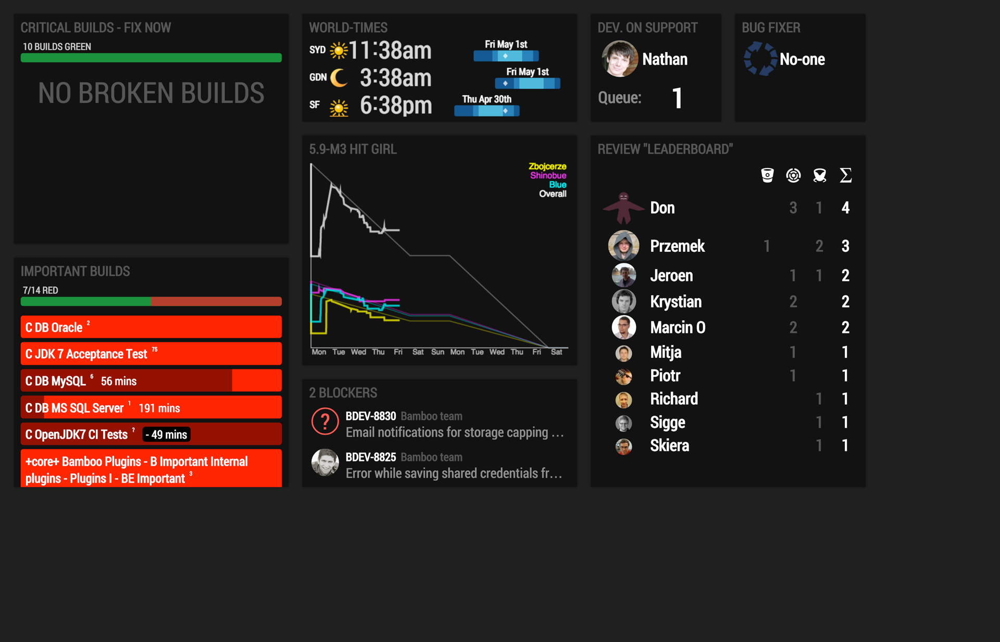 CRITICAL BUILDS - FIX NOW
10 BUILDS GREEN
NO BROKEN BUILDS
IMPORTANT BUILDS
7/14 RED
C DB Oracle 2
C JDK 7 Acceptance Test 75
C DB MySQL 6 56 mins
C DB MS SQL Server 1 191 mins
C OpenJDK7 CI Tests ? - 49 mins
+core+ Bamboo Plugins - B Important Internal
plugins - Plugins I - BE Important 3
WORLD-TIMES
SYD 11:38am Fri May 1st
GDN 3:38am Fri May 1st
SF 6:38pm Thu Apr 30th
5.9-M3 HIT GIRL
Zbojcerze
Shinobue
Blue
Overall
Mon Tue Wed Thu Fri Sat Sun Mon Tue Wed Thu Fri Sat
2 BLOCKERS
? BDEV-8830 Bamboo team
Email notifications for storage capping ...
BDEV-8825 Bamboo team
Error while saving shared credentials fr...
DEV. ON SUPPORT
Nathan
Queue: 1
BUG FIXER
No-one
REVIEW "LEADERBOARD"
Σ
Don 3 1 4
Przemek 1 2 3
Jeroen 1 1 2
Krystian 2 2
Marcin O 2 2
Mitja 1 1
Piotr 1 1
Richard 1 1
Sigge 1 1
Skiera 1 1